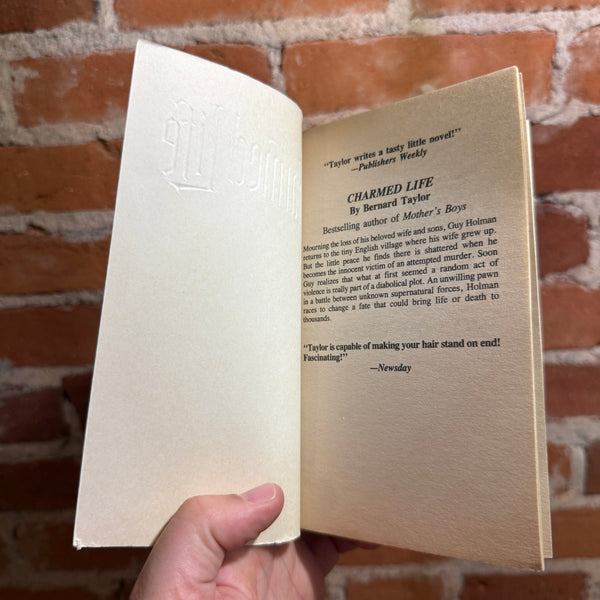 "Taylor writes a tasty little novel!"
—Publishers Weekly
CHARMED LIFE
By Bernard Taylor
Bestselling author of Mother's Boys
Mourning the loss of his beloved wife and sons, Guy Holman
returns to the tiny English village where his wife grew up.
But the little peace he finds there is shattered when he
becomes the innocent victim of an attempted murder. Soon
Guy realizes that what at first seemed a random act of
violence is really part of a diabolical plot. An unwilling pawn
in a battle between unknown supernatural forces, Holman
races to change a fate that could bring life or death to
thousands.
"Taylor is capable of making your hair stand on end!
Fascinating!"
—Newsday